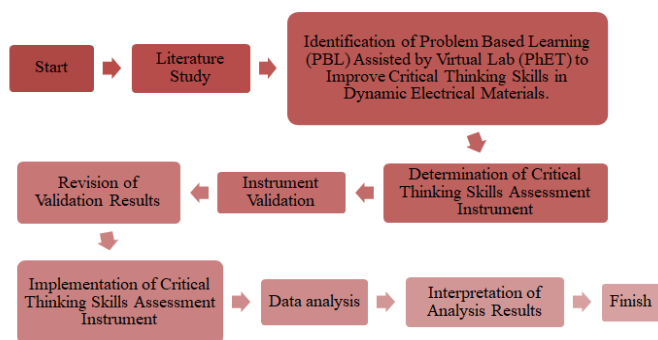 Start
Literature
Study
Identification of Problem Based Learning
(PBL) Assisted by Virtual Lab (PhET) to
Improve Critical Thinking Skills in
Dynamic Electrical Materials.
Determination of Critical
Thinking Skills Assessment
Instrument
Instrument
Validation
Revision of
Validation Results
Implementation of Critical
Thinking Skills Assessment
Instrument
Data analysis
Interpretation of
Analysis Results
Finish